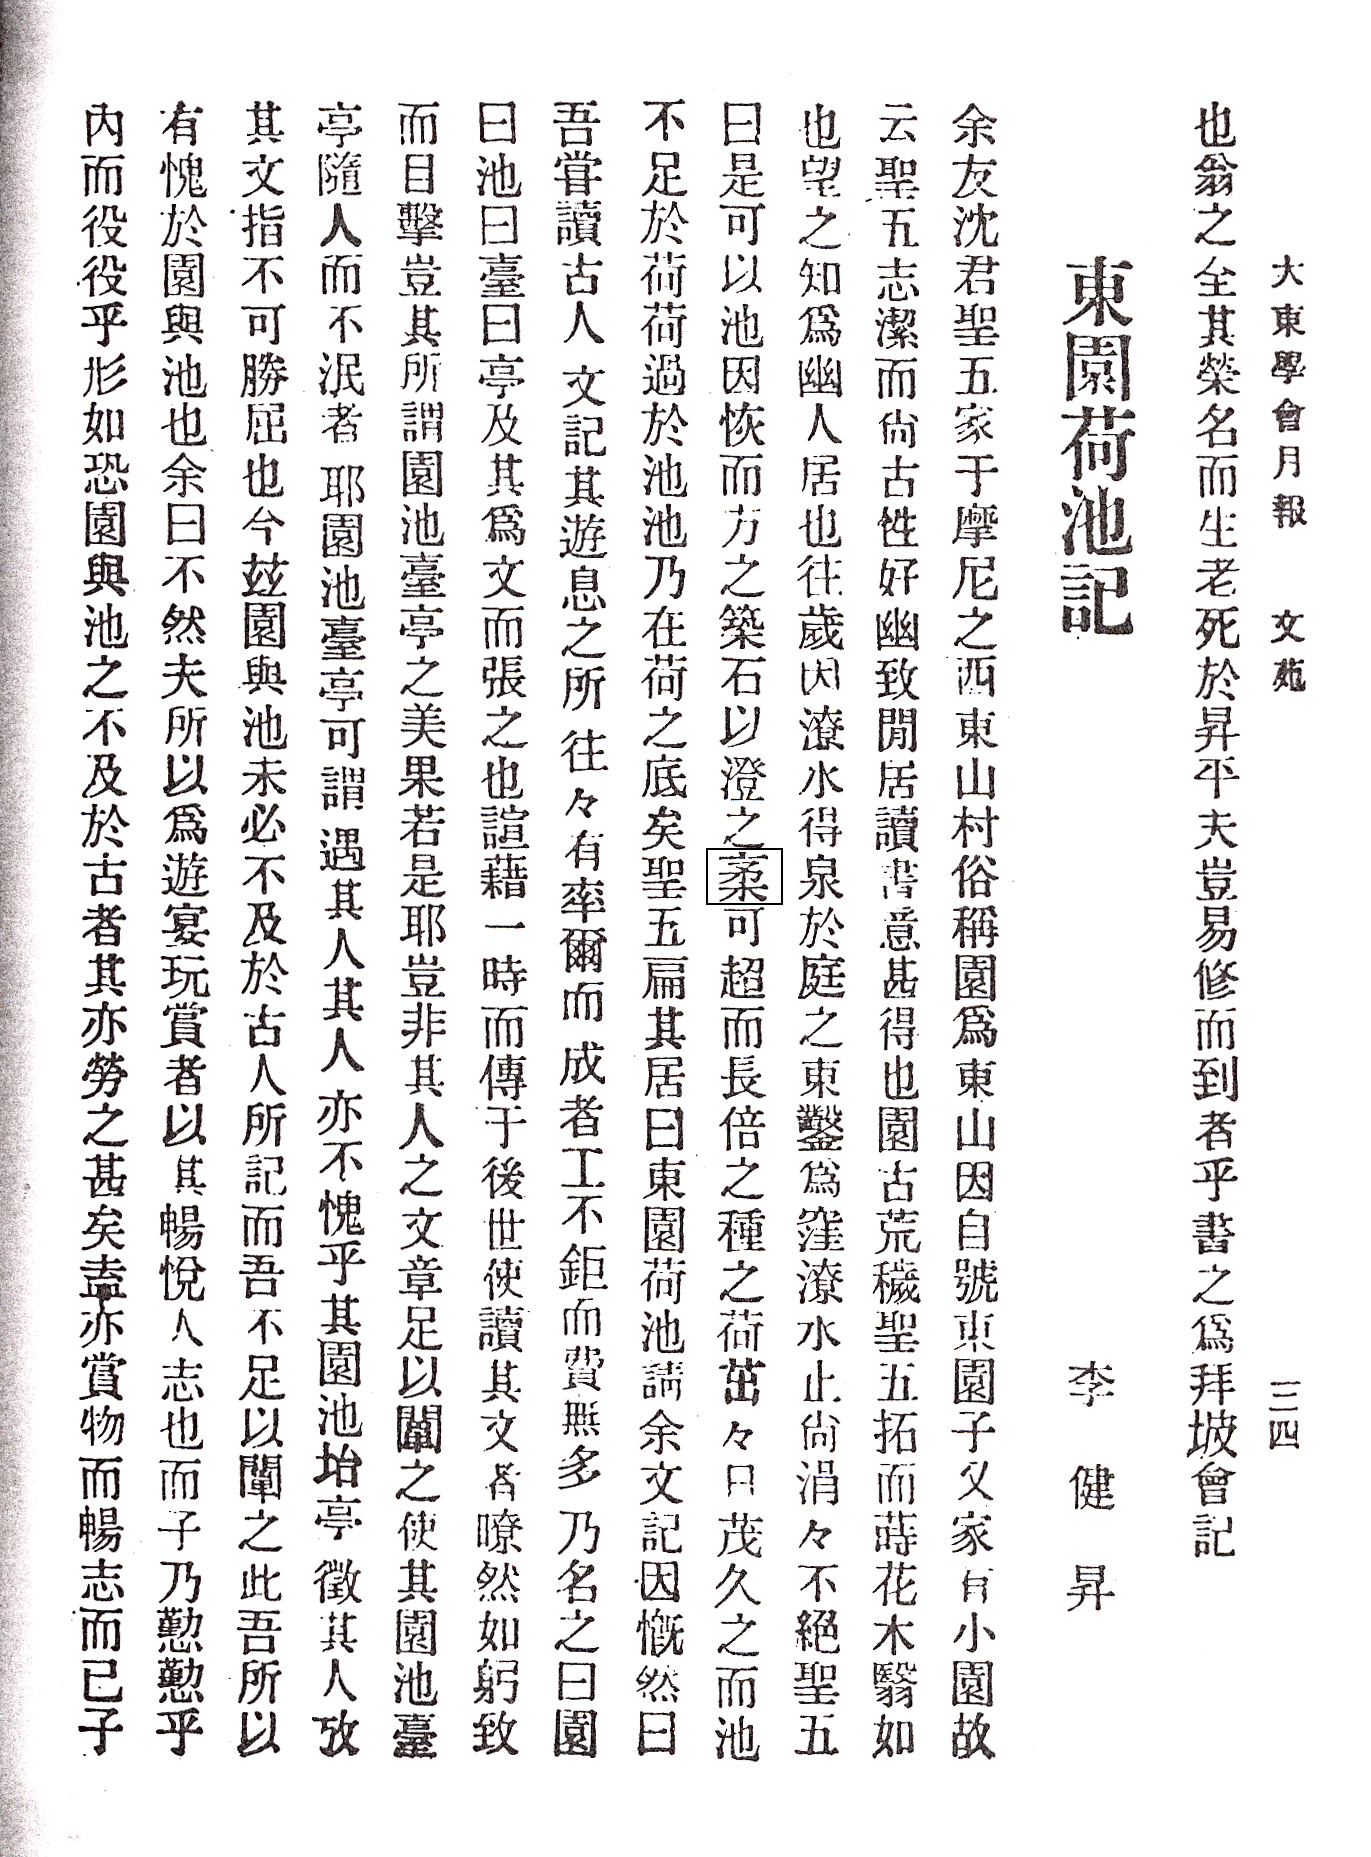 大東學會月報 文苑 三四
也翁之全其榮名而生老死於昇平夫豈易修而到者乎書之爲拜坡會記
東園荷池記
李健昇
余友沈君聖五家于摩尼之西東山村俗稱園爲東山因自號東園子父家有小園故
云聖五志潔而尙古性好幽致閒居讀書意甚得也園古荒穢聖五拓而蒔花木翳如
也望之知爲幽人居也往歲因潦水得泉於庭之東鑿爲窪潦水止尙涓々不絕聖五
曰是可以池因恢而方之築石以澄之可超而長倍之種之荷茁々日茂久之而池
不足於荷荷過於池池乃在荷之底矣聖五扁其居曰東園荷池請余文記因慨然曰
吾嘗讀古人文記其遊息之所往々有率爾而成者工不鉅而費無多乃名之曰園
曰池曰臺曰亭及其爲文而張之也諠藉一時而傳于後世使讀其文者暸然如躬致
而目擊豈其所謂園池臺亭之美果若是耶豈非其人之文章足以闡之使其園池臺
亭隨人而不泯者耶園池臺亭可謂遇其人其人亦不愧乎其園池坮亭徵其人攷
其文指不可勝屈也今玆園與池未必不及於古人所記而吾不足以闡之此吾所以
有愧於園與池也余曰不然夫所以爲遊宴玩賞者以其暢悅人志也而子乃懃懃乎
內而役役乎形如恐園與池之不及於古者其亦勞之甚矣盍亦賞物而暢志而已子